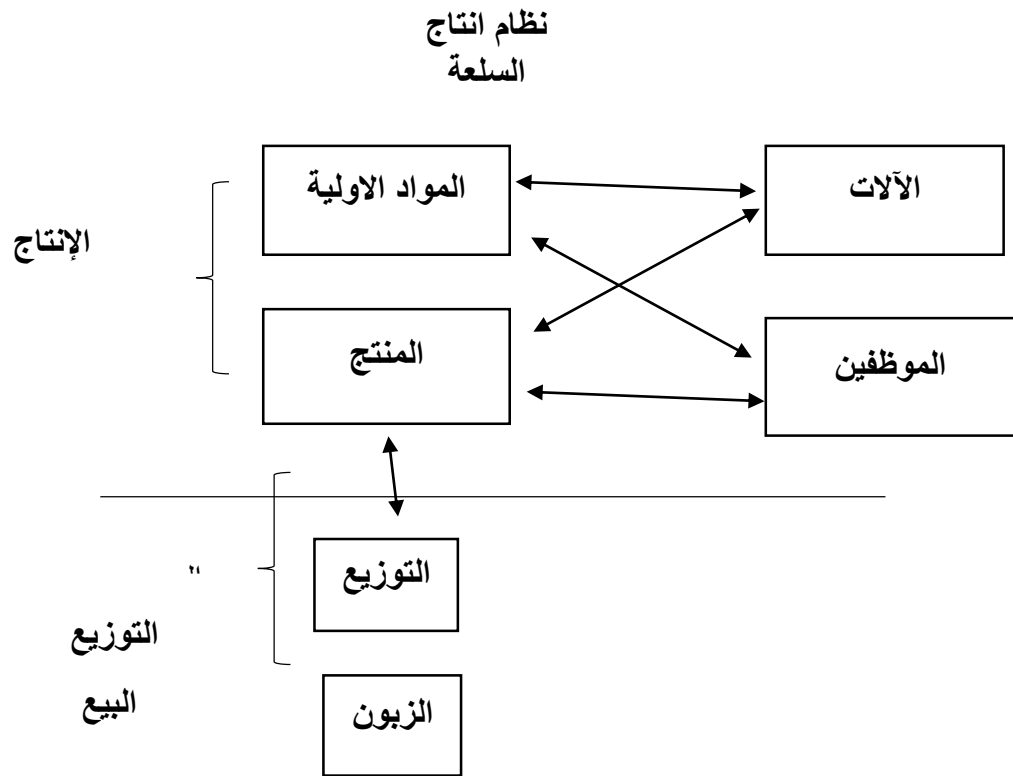 نظام انتاج
السلعة
الآلات
المواد الاولية
الإنتاج
الموظفين
المنتج
التوزيع
التوزيع
البيع
الزبون